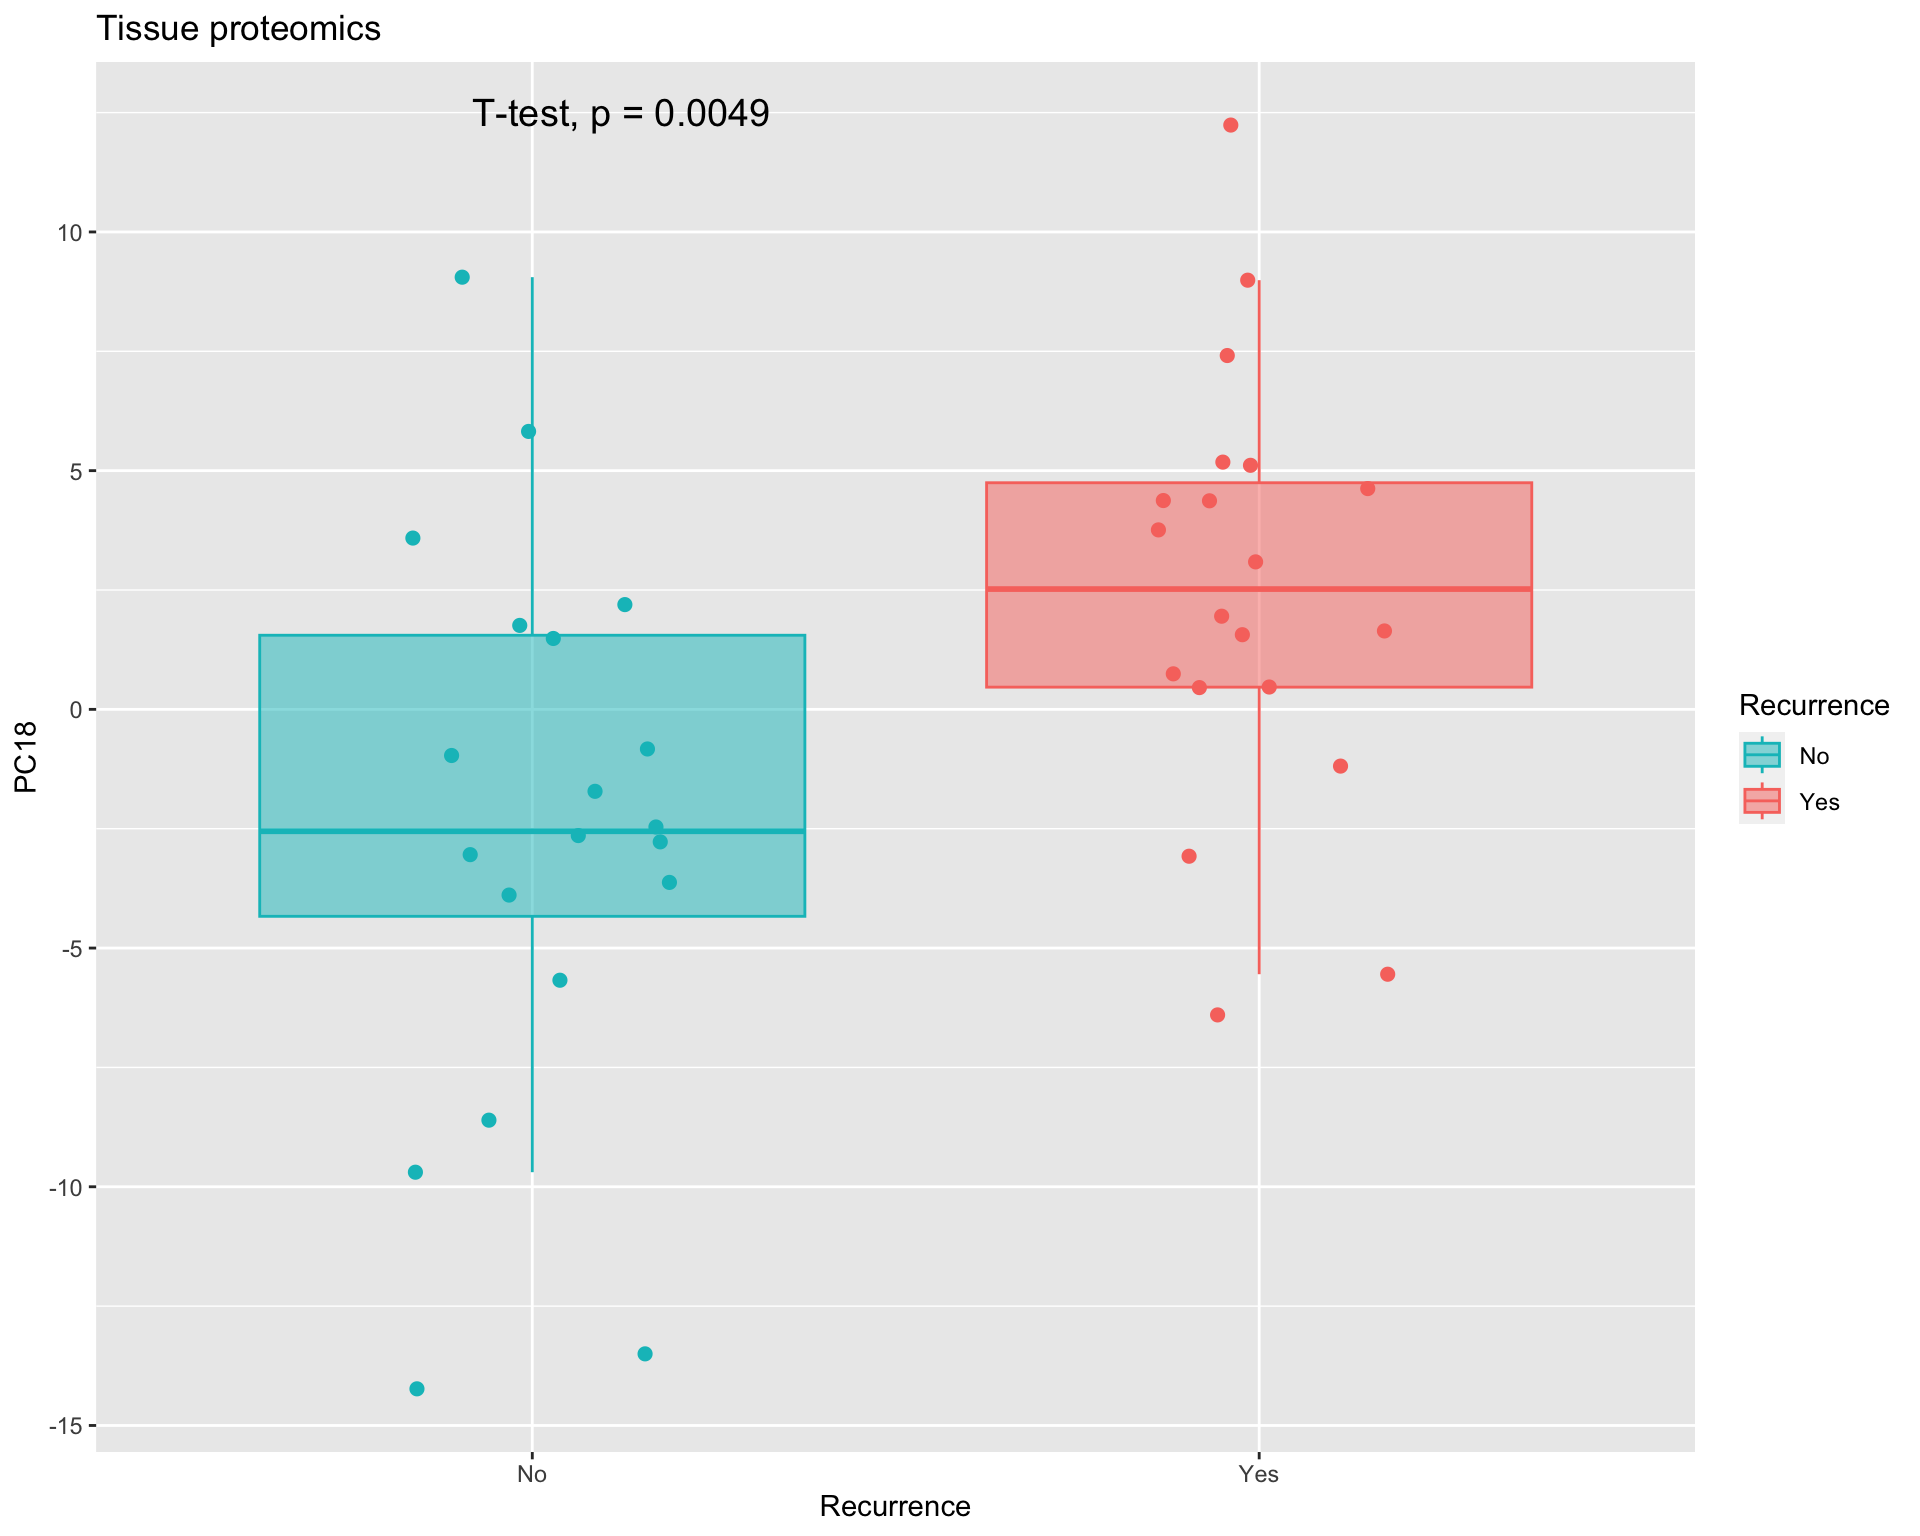 Tissue proteomics
T-test, p = 0.0049
10
5
0
-5
-10
-15
PC18
No
Yes
Recurrence
Recurrence
No
Yes